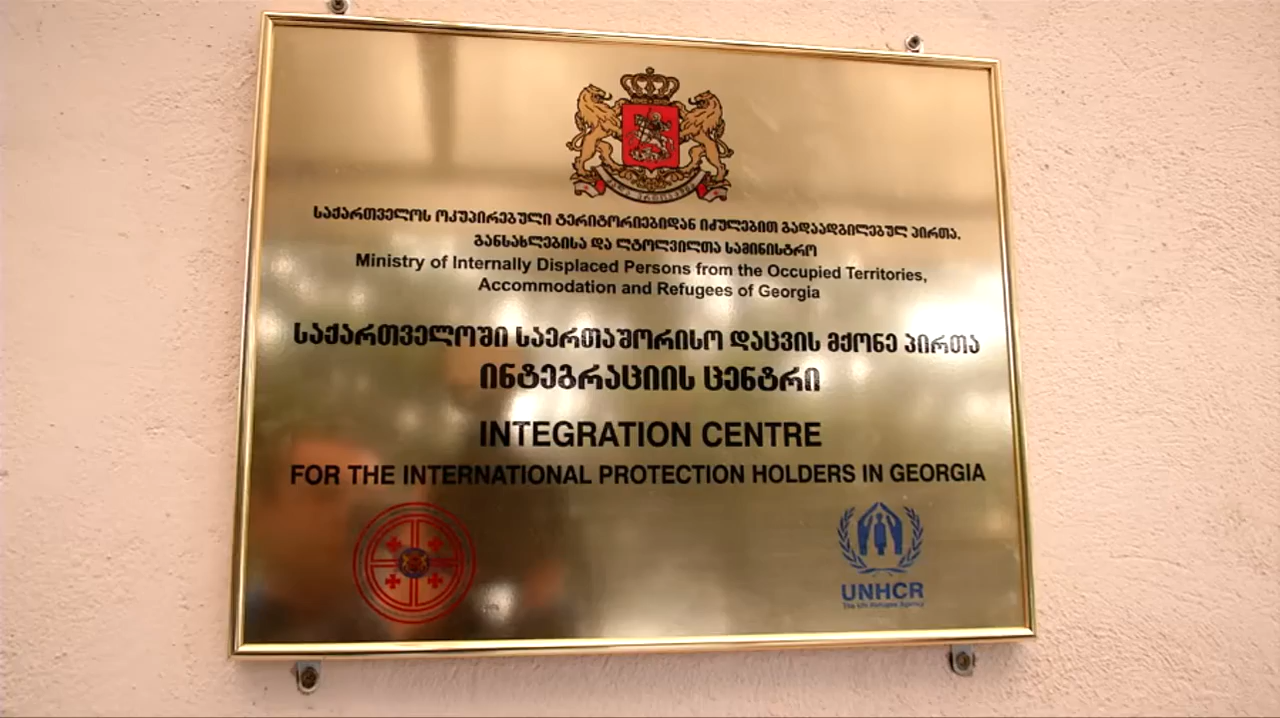 საქართველოს ოკუპირებული ტერიტორიებიდან იძულებით გადაადგილებულ პირთა,
განსახლებისა და ლტოლვილთა სამინისტრო
Ministry of Internally Displaced Persons from the Occupied Territories,
Accommodation and Refugees of Georgia
საქართველოში საერთაშორისო დაცვის მქონე პირთა
ინტეგრაციის ცენტრი
INTEGRATION CENTRE
FOR THE INTERNATIONAL PROTECTION HOLDERS IN GEORGIA
UNHCR
The UN Refugee Agency